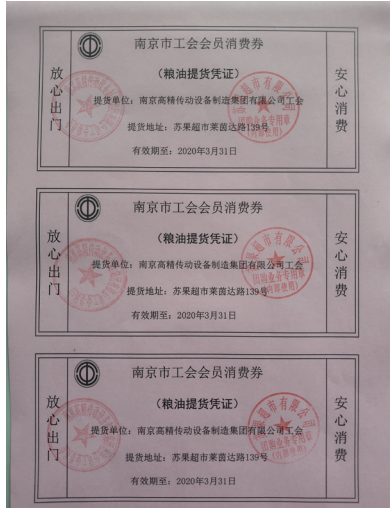 南京市工会会员消费券
放心出门
（粮油提货凭证）
安心消费
提货单位：南京高精传动设备制造集团有限公司工会
提货地址：苏果超市莱茵达路139号
有效期至：2020年3月31日
南京市工会会员消费券
放心出门
（粮油提货凭证）
安心消费
提货单位：南京高精传动设备制造集团有限公司工会
提货地址：苏果超市莱茵达路139号
有效期至：2020年3月31日
南京市工会会员消费券
放心出门
（粮油提货凭证）
安心消费
提货单位：南京高精传动设备制造集团有限公司工会
提货地址：苏果超市莱茵达路139号
有效期至：2020年3月31日